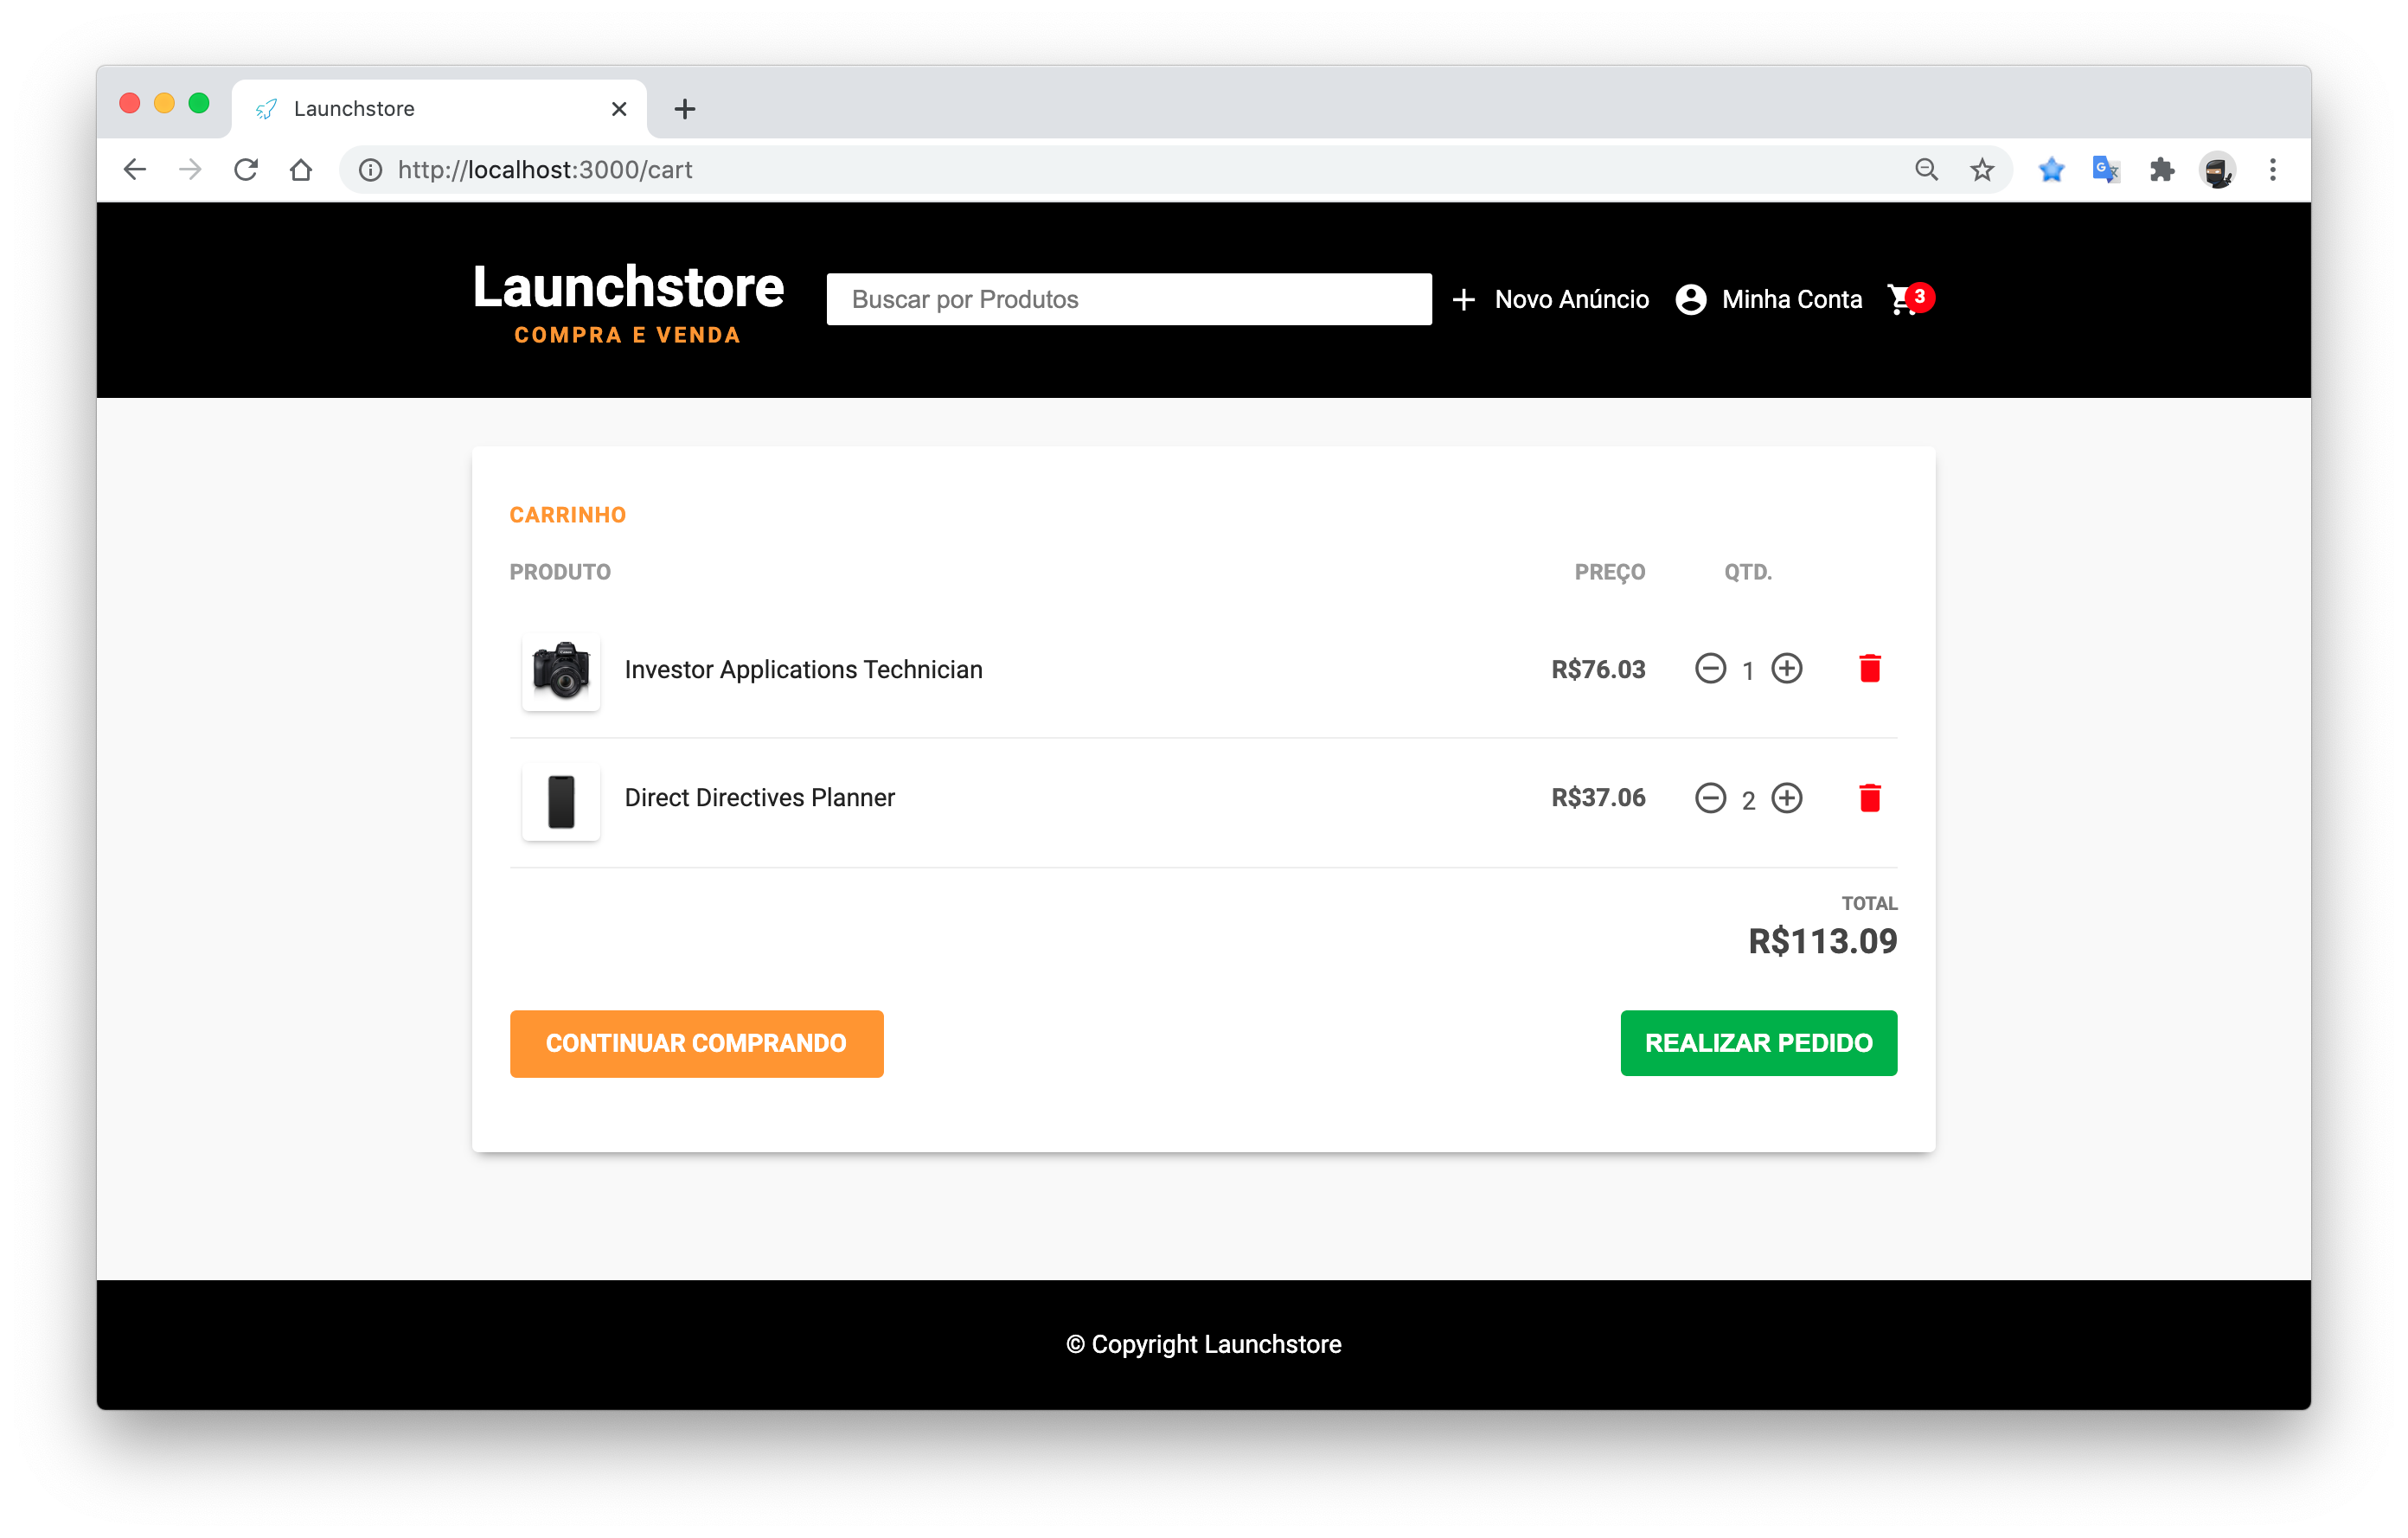 Launchstore
http://localhost:3000/cart
Launchstore
COMPRA E VENDA
Buscar por Produtos
Novo Anúncio
Minha Conta
3
CARRINHO
PRODUTO PREÇO QTD.
Investor Applications Technician R$76.03 1
Direct Directives Planner R$37.06 2
TOTAL
R$113.09
CONTINUAR COMPRANDO REALIZAR PEDIDO
© Copyright Launchstore